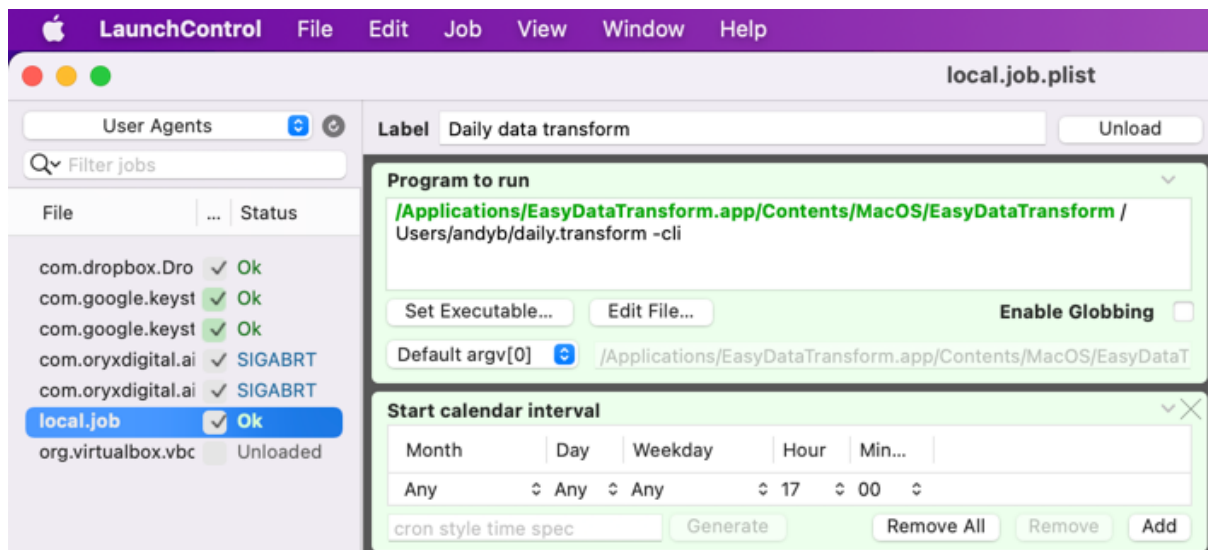 LaunchControl File Edit Job View Window Help
local.job.plist
User Agents
Filter jobs
File ... Status
com.dropbox.Dro Ok
com.google.keyst Ok
com.google.keyst Ok
com.oryxdigital.ai SIGABRT
com.oryxdigital.ai SIGABRT
local.job Ok
org.virtualbox.vbc Unloaded
Label Daily data transform Unload
Program to run
/Applications/EasyDataTransform.app/Contents/MacOS/EasyDataTransform /
Users/andyb/daily.transform -cli
Set Executable... Edit File... Enable Globbing
Default argv[0] /Applications/EasyDataTransform.app/Contents/MacOS/EasyDataT
Start calendar interval
Month Day Weekday Hour Min...
Any Any Any 17 00
cron style time spec Generate Remove All Remove Add